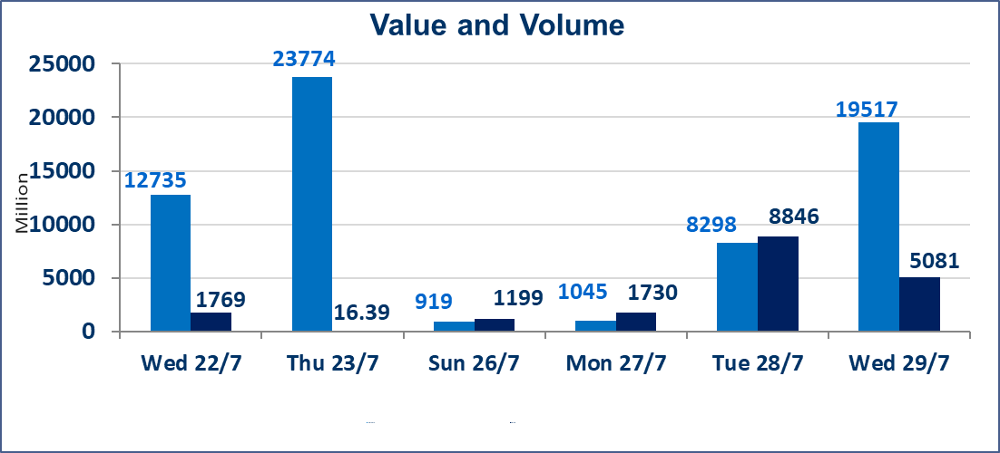 Value and Volume
25000
20000
15000
10000
5000
0
Million
12735
1769
23774
16.39
919
1199
1045
1730
8298
8846
19517
5081
Wed 22/7
Thu 23/7
Sun 26/7
Mon 27/7
Tue 28/7
Wed 29/7